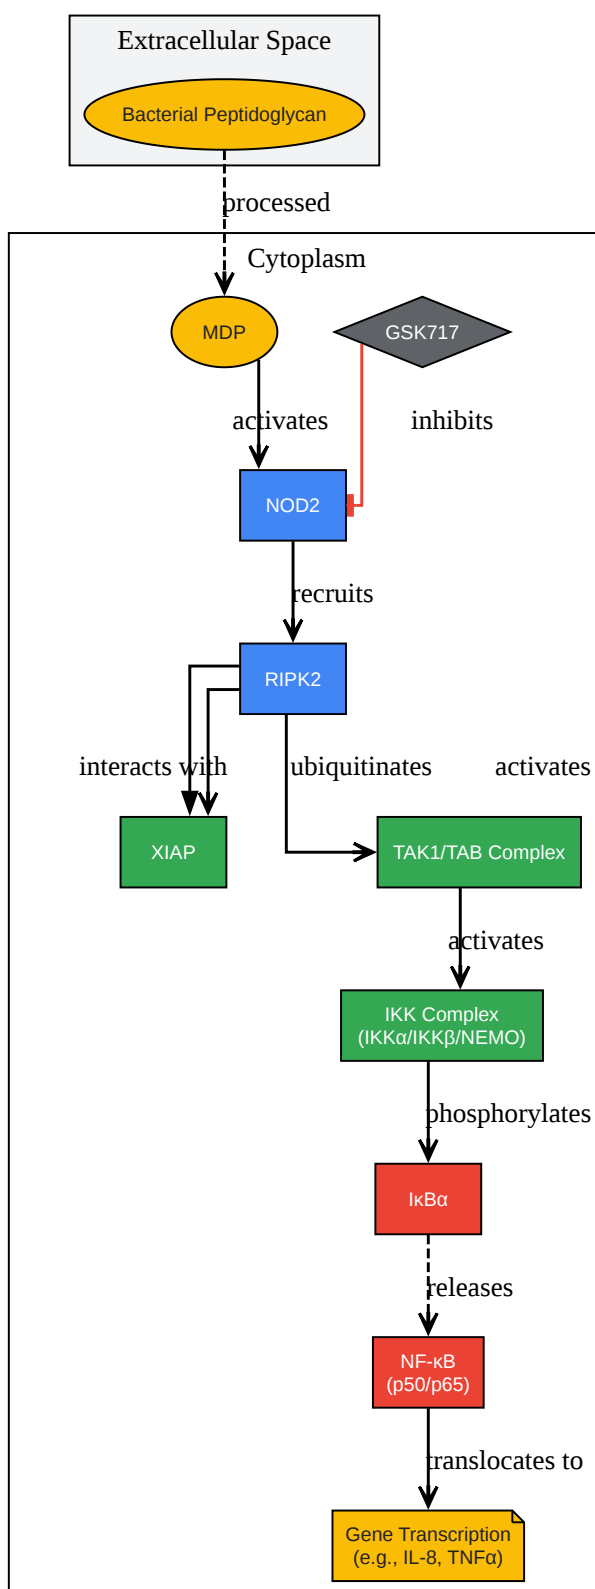 Extracellular Space
Bacterial Peptidoglycan
processed
Cytoplasm
MDP
GSK717
activates
inhibits
NOD2
recruits
RIPK2
interacts with
ubiquitinates
activates
XIAP
TAK1/TAB Complex
activates
IKK Complex
(IKKα/IKKβ/NEMO)
phosphorylates
IκBα
releases
NF-κB
(p50/p65)
translocates to
Gene Transcription
(e.g., IL-8, TNFα)